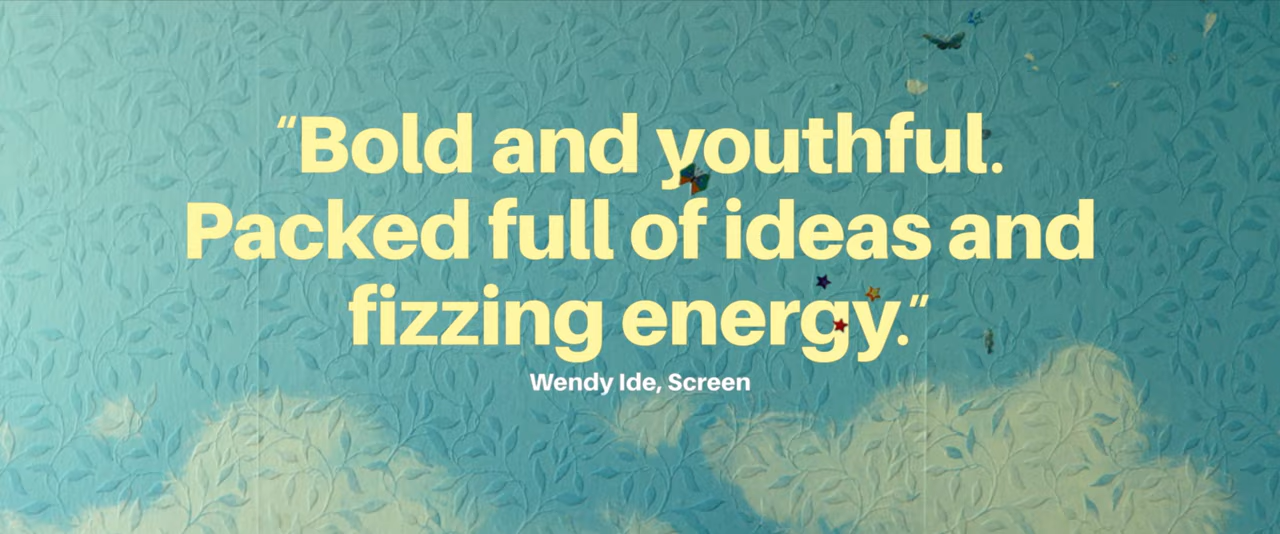 “Bold and youthful.
Packed full of ideas and
fizzing energy.”
Wendy Ide, Screen